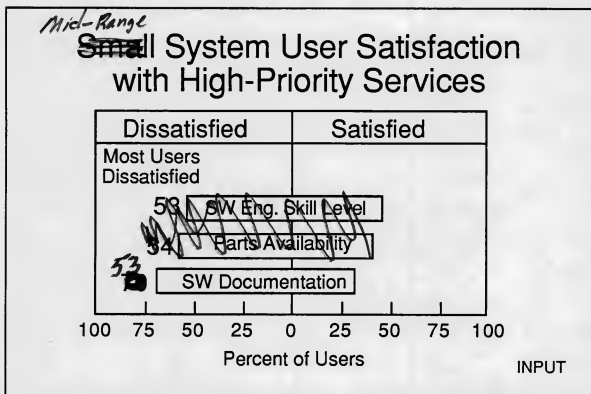 Mid-Range
Small System User Satisfaction
with High-Priority Services
Dissatisfied Satisfied
Most Users
Dissatisfied
53 SW Eng. Skill Level
54 Parts Availability
53
SW Documentation
100 75 50 25 0 25 50 75 100
Percent of Users
INPUT